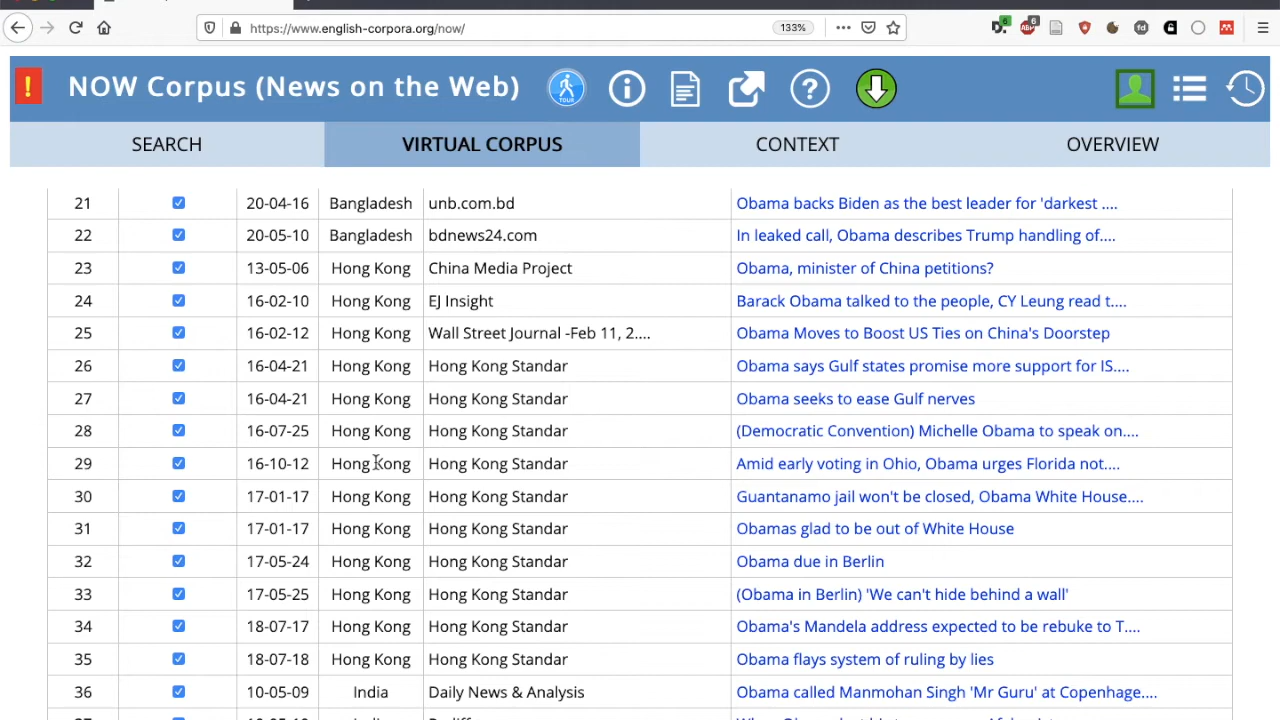 https://www.english-corpora.org/now/ 133%
NOW Corpus (News on the Web)
SEARCH VIRTUAL CORPUS CONTEXT OVERVIEW
21 20-04-16 Bangladesh unb.com.bd Obama backs Biden as the best leader for 'darkest ....
22 20-05-10 Bangladesh bdnews24.com In leaked call, Obama describes Trump handling of....
23 13-05-06 Hong Kong China Media Project Obama, minister of China petitions?
24 16-02-10 Hong Kong EJ Insight Barack Obama talked to the people, CY Leung read t....
25 16-02-12 Hong Kong Wall Street Journal -Feb 11, 2.... Obama Moves to Boost US Ties on China's Doorstep
26 16-04-21 Hong Kong Hong Kong Standar Obama says Gulf states promise more support for IS....
27 16-04-21 Hong Kong Hong Kong Standar Obama seeks to ease Gulf nerves
28 16-07-25 Hong Kong Hong Kong Standar (Democratic Convention) Michelle Obama to speak on....
29 16-10-12 Hong Kong Hong Kong Standar Amid early voting in Ohio, Obama urges Florida not....
30 17-01-17 Hong Kong Hong Kong Standar Guantanamo jail won't be closed, Obama White House....
31 17-01-17 Hong Kong Hong Kong Standar Obamas glad to be out of White House
32 17-05-24 Hong Kong Hong Kong Standar Obama due in Berlin
33 17-05-25 Hong Kong Hong Kong Standar (Obama in Berlin) 'We can't hide behind a wall'
34 18-07-17 Hong Kong Hong Kong Standar Obama's Mandela address expected to be rebuke to T....
35 18-07-18 Hong Kong Hong Kong Standar Obama flays system of ruling by lies
36 10-05-09 India Daily News & Analysis Obama called Manmohan Singh 'Mr Guru' at Copenhage....